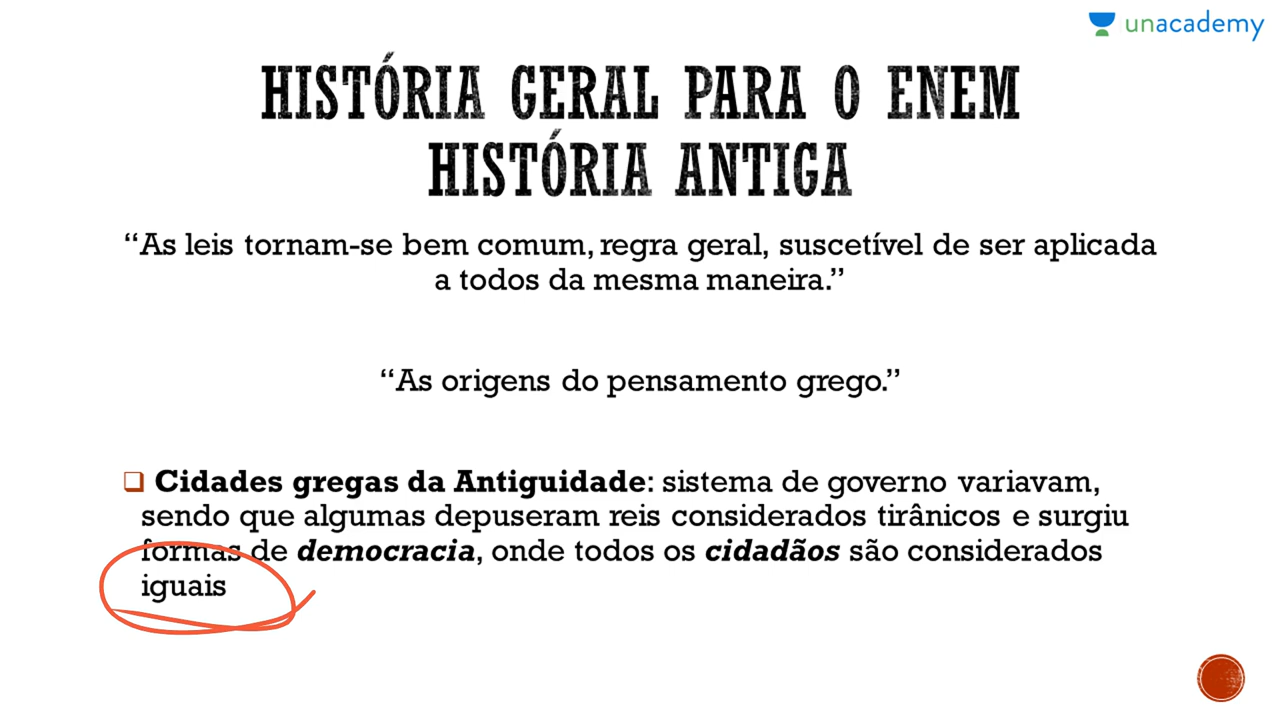 unacademy
HISTÓRIA GERAL PARA O ENEM
HISTÓRIA ANTIGA
“As leis tornam-se bem comum, regra geral, suscetível de ser aplicada
a todos da mesma maneira.”
“As origens do pensamento grego.”
Cidades gregas da Antiguidade: sistema de governo variavam,
sendo que algumas depuseram reis considerados tirânicos e surgiu
formas de democracia, onde todos os cidadãos são considerados
iguais